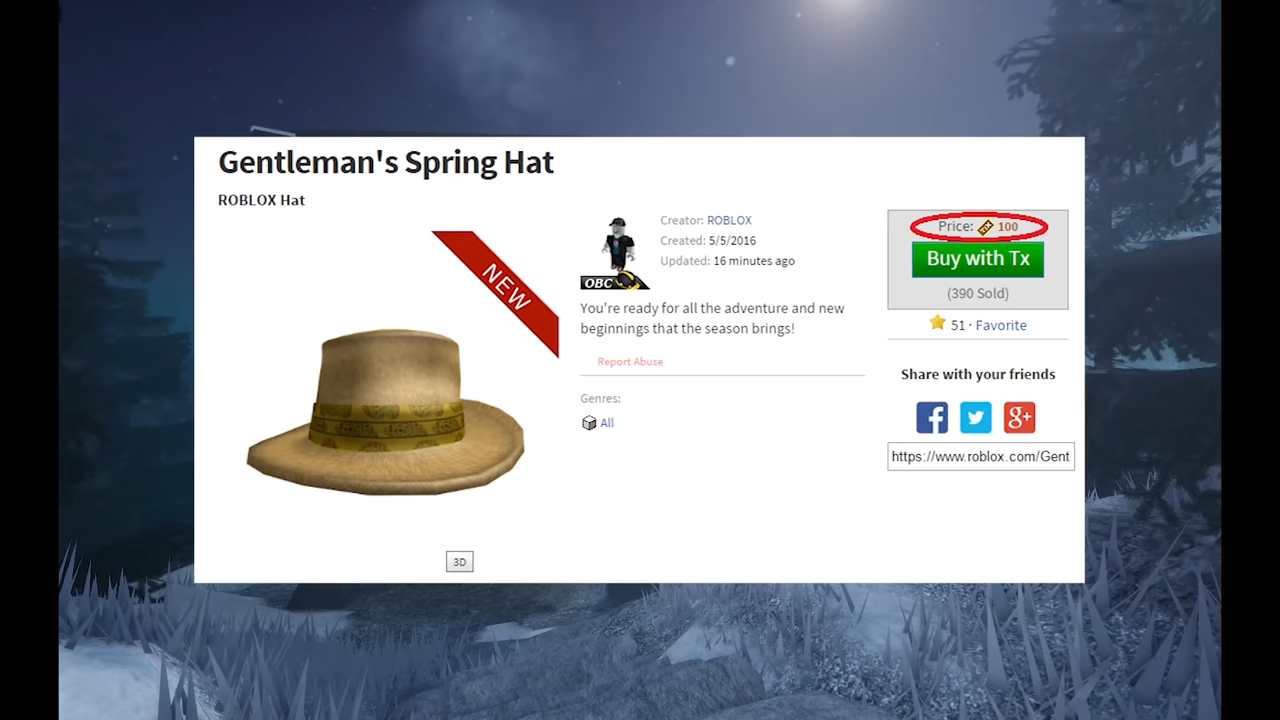 Gentleman's Spring Hat
ROBLOX Hat
NEW
3D
OBC
Creator: ROBLOX
Created: 5/5/2016
Updated: 16 minutes ago
You're ready for all the adventure and new
beginnings that the season brings!
Report Abuse
Genres:
All
Price: 100
Buy with Tx
(390 Sold)
51 · Favorite
Share with your friends
f
g+
https://www.roblox.com/Gent